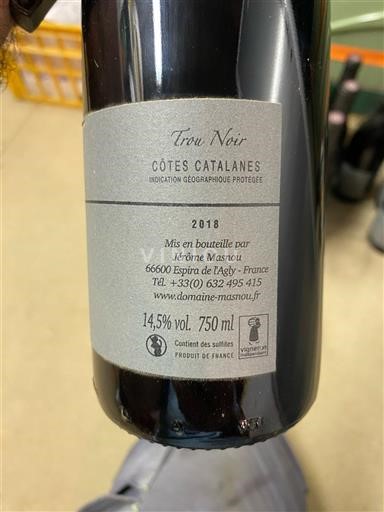 Trou Noir
CÔTES CATALANES
INDICATION GÉOGRAPHIQUE PROTÉGÉE
2018
Mis en bouteille par
Jérôme Masnou
66600 Espira de l'Agly - France
Tél. +33(0) 632 495 415
www.domaine-masnou.fr
14,5% vol. 750 ml
Contient des sulfites
PRODUIT DE FRANCE
vigneron
indépendant